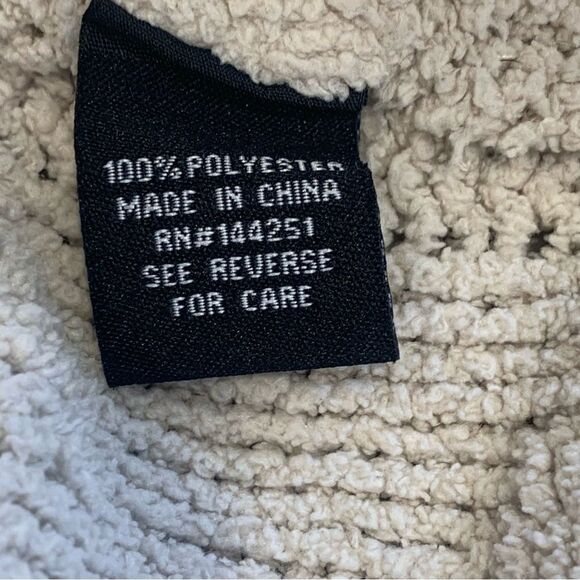 100% POLYESTER
MADE IN CHINA
RN#144251
SEE REVERSE
FOR CARE